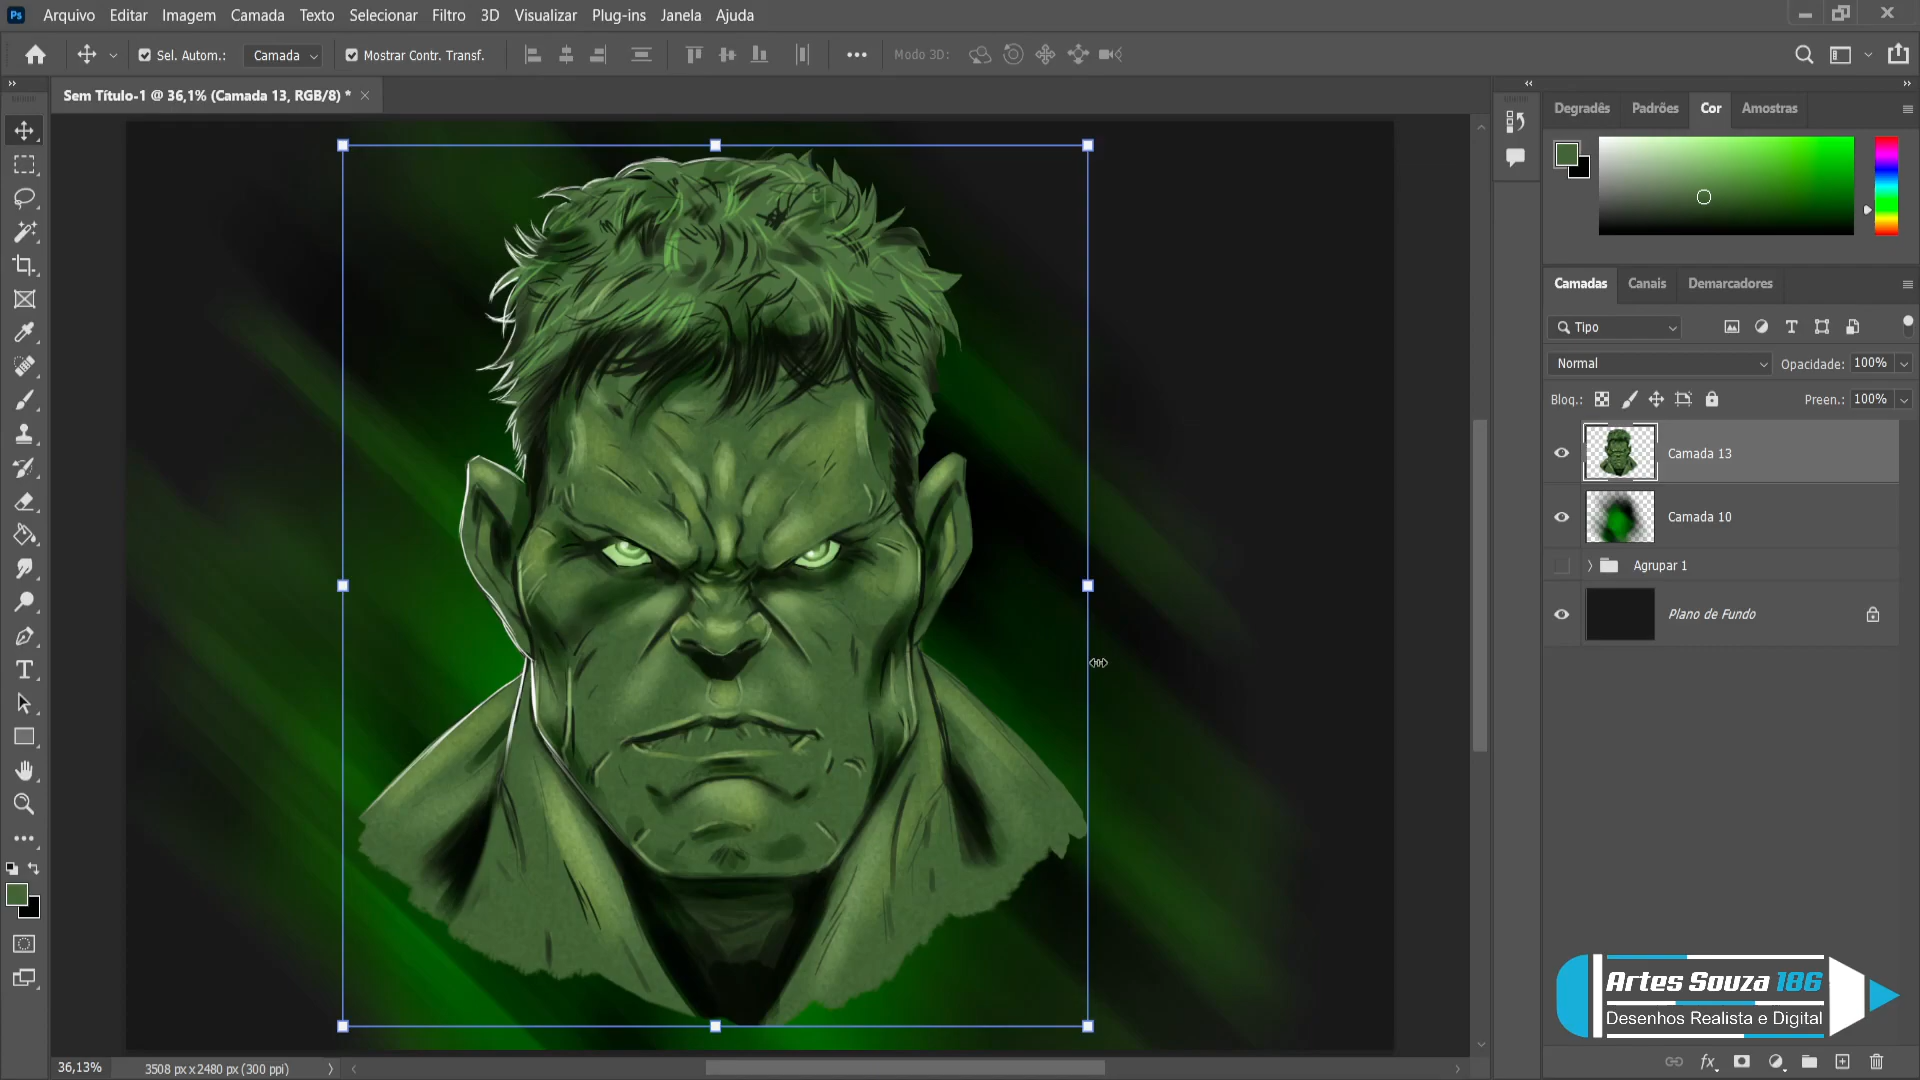 Ps Arquivo Editar Imagem Camada Texto Selecionar Filtro 3D Visualizar Plug-ins Janela Ajuda
Sel. Autom.: Camada Mostrar Contr. Transf. Modo 3D:
Sem Título-1 @ 36,1% (Camada 13, RGB/8) *
Degradês Padrões Cor Amostras
Camadas Canais Demarcadores
Tipo
Normal Opacidade: 100%
Bloq.: Preen.: 100%
Camada 13
Camada 10
Agrupar 1
Plano de Fundo
Artes Souza 186
Desenhos Realista e Digital
fx
36,13% 3508 px x 2480 px (300 ppi)